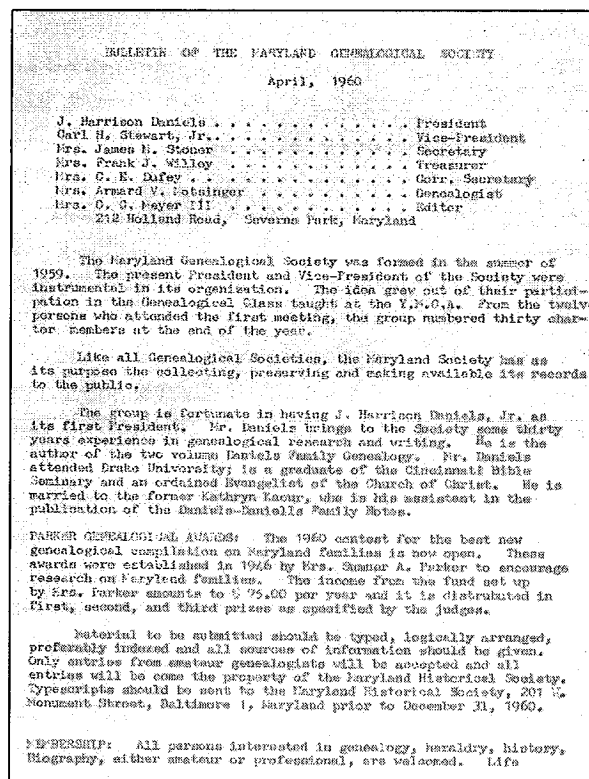 BULLETIN OF THE MARYLAND GENEALOGICAL SOCIETY
April, 1960
J. Harrison Daniels . . . . . . . . . . . . . . President
Carl H. Stewart, Jr. . . . . . . . . . . . . . Vice-President
Mrs. James M. Stoner . . . . . . . . . . . . . Secretary
Mrs. Frank J. Willoy . . . . . . . . . . . . . Treasurer
Mrs. C. E. Dufey . . . . . . . . . . . . . . . Corr. Secretary
Mrs. Armard V. . . . . . . . . . . . Genealogist
Mrs. O. G. Meyer III . . . . . . . . . . . . . Editor
212 Holland Road, Severna Park, Maryland
The Maryland Genealogical Society was formed in the summer of
1959. The present President and Vice-President of the Society were
instrumental in its organization. The idea grew out of their partici-
pation in the Genealogical Class taught at the Y.M.C.A. From the twelve
persons who attended the first meeting, the group numbered thirty char-
ter members at the end of the year.
Like all Genealogical Societies, the Maryland Society has as
its purpose the collecting, preserving and making available its records
to the public.
The group is fortunate in having J. Harrison Daniels, Jr. as
its first President. Mr. Daniels brings to the Society some thirty
years experience in genealogical research and writing. He is the
author of the two volume Daniels Family Genealogy. Mr. Daniels
attended Drake University; is a graduate of the Cincinnati Bible
Seminary and an ordained Evangelist of the Church of Christ. He is
married to the former Kathryn who is his assistent in the
publication of the Daniels-Daniells Family Notes.
PARKER GENEALOGICAL AWARDS: The 1960 contest for the best new
genealogical compilation on Maryland families is now open. These
awards were established in 1946 by Mrs. Sumner A. Parker to encourage
research on Maryland families. The income from the fund set up
by Mrs. Parker amounts to $ 75.00 per year and it is distrubuted in
first, second, and third prizes as specified by the judges.
Material to be submitted should be typed, logically arranged,
preferably indexed and all sources of information should be given.
Only entries from amateur genealogists will be accepted and all
entries will be come the property of the Maryland Historical Society.
Typescripts should be sent to the Maryland Historical Society, 201 W.
Monument Street, Baltimore 1, Maryland prior to December 31, 1960.
MEMBERSHIP: All persons interested in genealogy, heraldry, history,
Biography, either amateur or professional, are welcomed. Life